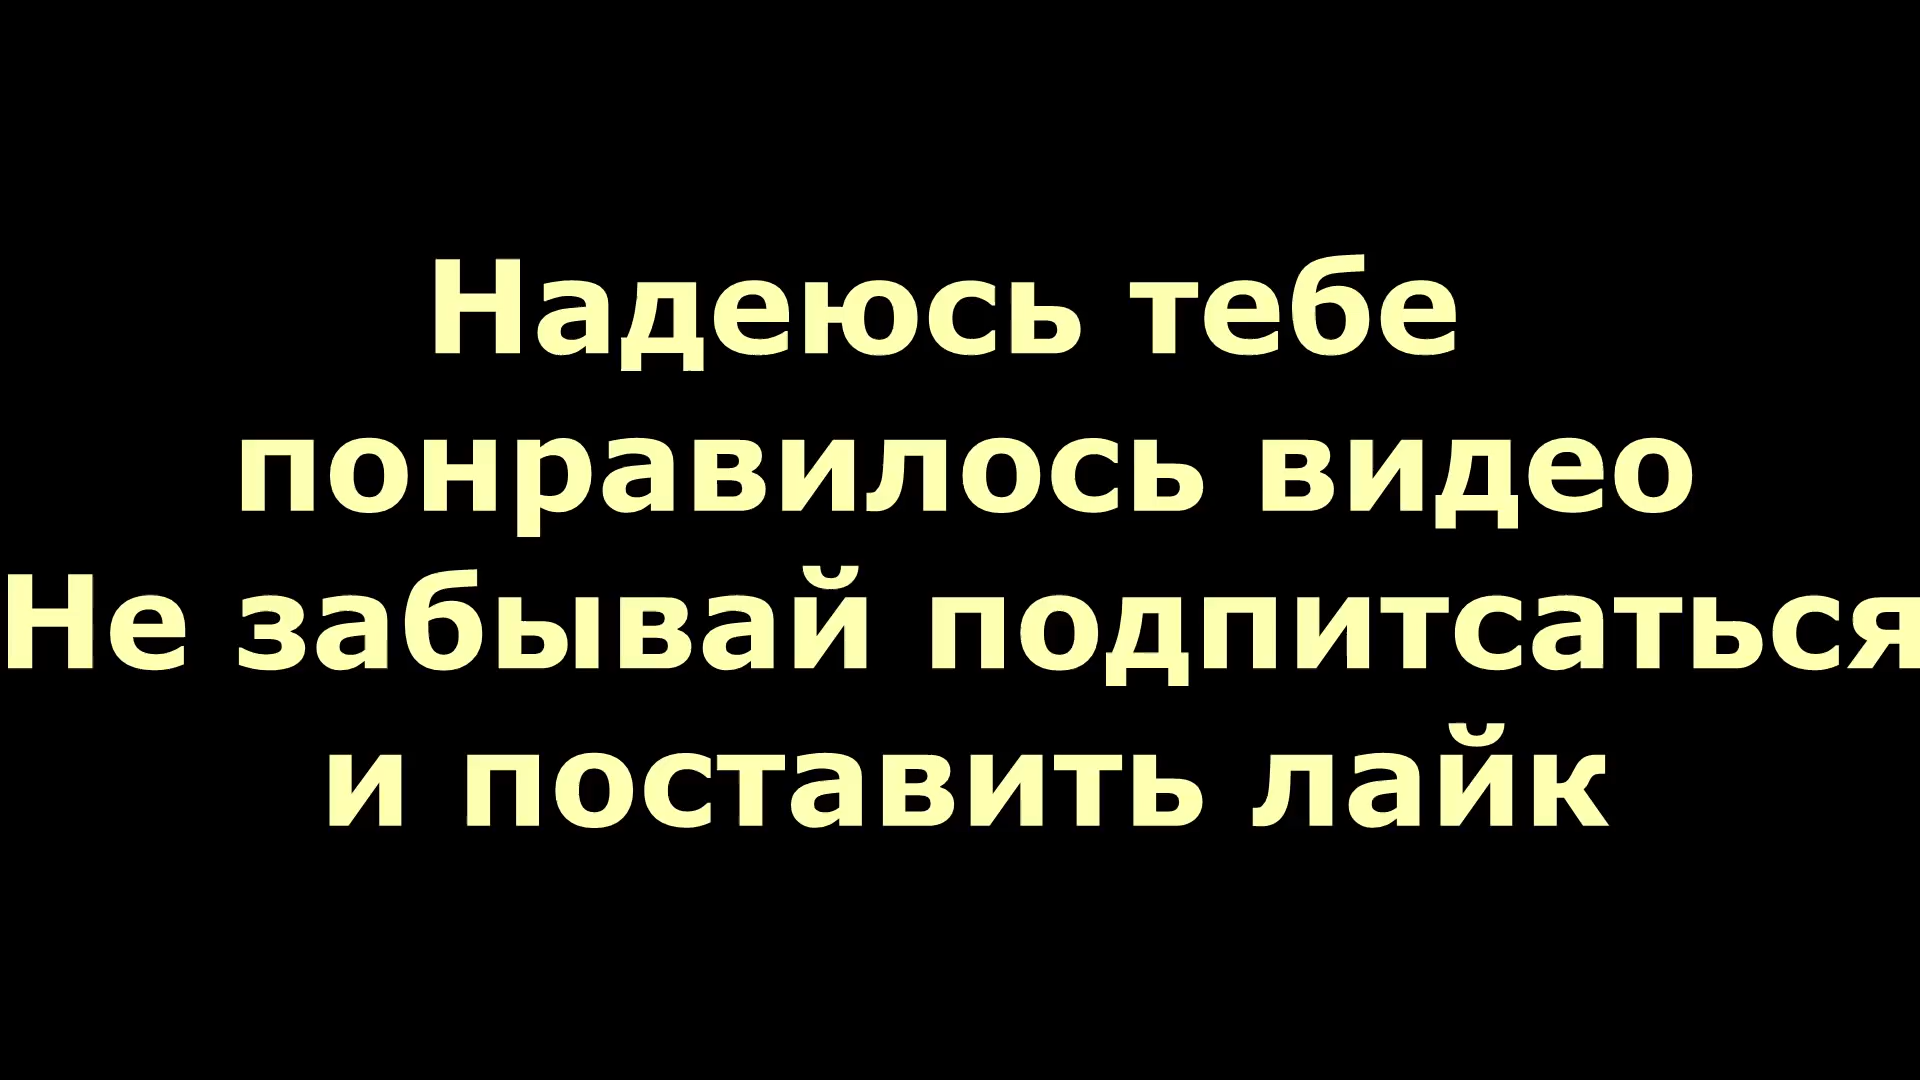 Надеюсь тебе
понравилось видео
Не забывай подпитсаться
и поставить лайк